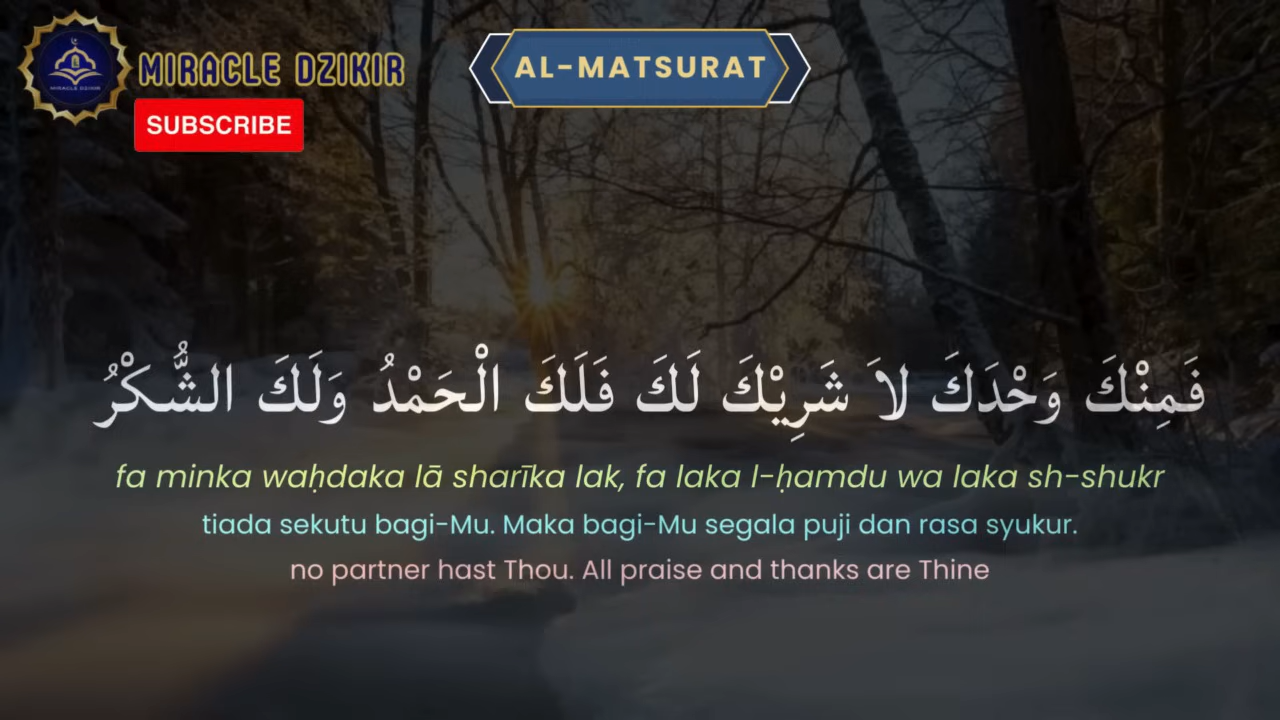 MIRACLE DZIKIR
MIRACLE DZIKIR
SUBSCRIBE
AL-MATSURAT
فَمِنْكَ وَحْدَكَ لاَ شَرِيْكَ لَكَ فَلَكَ الْحَمْدُ وَلَكَ الشُّكْرُ
fa minka waḥdaka lā sharīka lak, fa laka l-ḥamdu wa laka sh-shukr
tiada sekutu bagi-Mu. Maka bagi-Mu segala puji dan rasa syukur.
no partner hast Thou. All praise and thanks are Thine